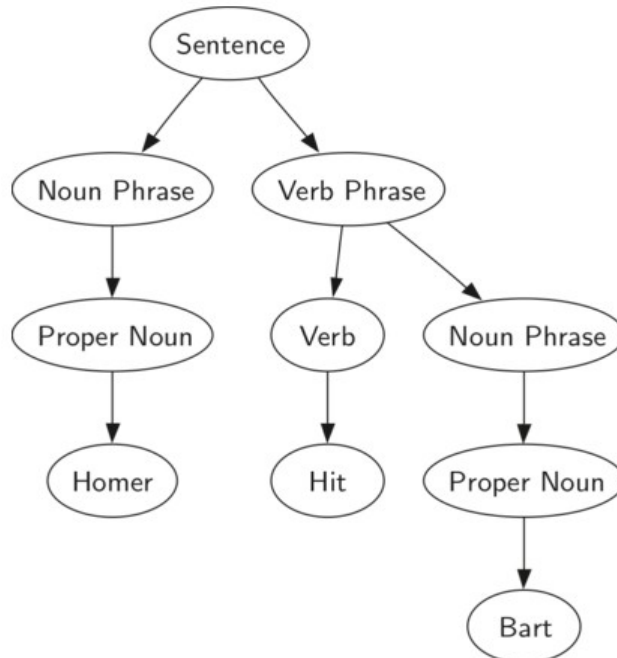 Sentence
Noun Phrase Verb Phrase
Proper Noun Verb Noun Phrase
Homer Hit Proper Noun
Bart